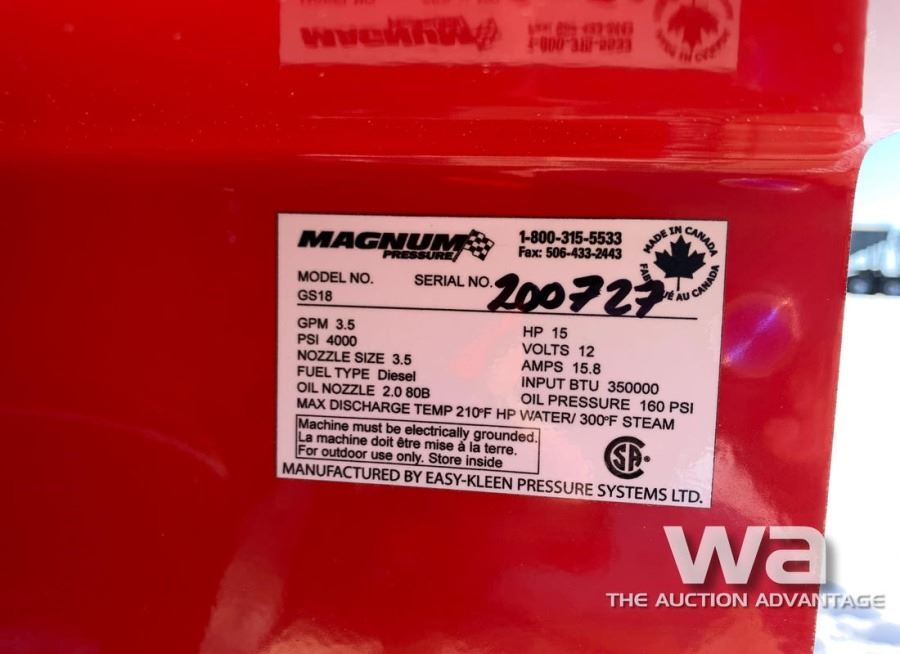 MAGNUM
PRESSURE
1-800-315-5533
Fax: 506-433-2443
MADE IN CANADA
FABRIQUÉ AU CANADA
MODEL NO. SERIAL NO. 200727
GS18
GPM 3.5
PSI 4000
NOZZLE SIZE 3.5
FUEL TYPE Diesel
OIL NOZZLE 2.0 80B
HP 15
VOLTS 12
AMPS 15.8
INPUT BTU 350000
OIL PRESSURE 160 PSI
MAX DISCHARGE TEMP 210°F HP WATER/ 300°F STEAM
Machine must be electrically grounded.
La machine doit être mise à la terre.
For outdoor use only. Store inside
CSA®
MANUFACTURED BY EASY-KLEEN PRESSURE SYSTEMS LTD.
wa
THE AUCTION ADVANTAGE